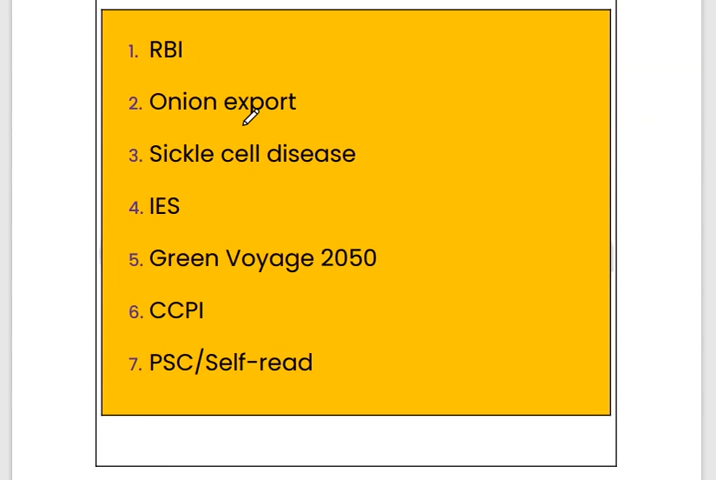 1. RBI
2. Onion export
3. Sickle cell disease
4. IES
5. Green Voyage 2050
6. CCPI
7. PSC/Self-read